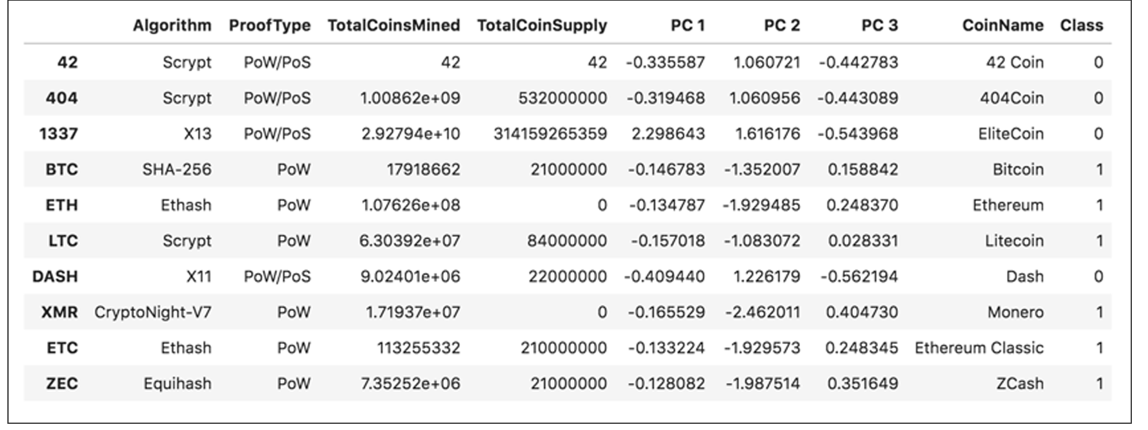 Algorithm ProofType TotalCoinsMined TotalCoinSupply PC 1 PC 2 PC 3 CoinName Class
42 Scrypt PoW/PoS 42 42 -0.335587 1.060721 -0.442783 42 Coin 0
404 Scrypt PoW/PoS 1.00862e+09 532000000 -0.319468 1.060956 -0.443089 404Coin 0
1337 X13 PoW/PoS 2.92794e+10 314159265359 2.298643 1.616176 -0.543968 EliteCoin 0
BTC SHA-256 PoW 17918662 21000000 -0.146783 -1.352007 0.158842 Bitcoin 1
ETH Ethash PoW 1.07626e+08 0 -0.134787 -1.929485 0.248370 Ethereum 1
LTC Scrypt PoW 6.30392e+07 84000000 -0.157018 -1.083072 0.028331 Litecoin 1
DASH X11 PoW/PoS 9.02401e+06 22000000 -0.409440 1.226179 -0.562194 Dash 0
XMR CryptoNight-V7 PoW 1.71937e+07 0 -0.165529 -2.462011 0.404730 Monero 1
ETC Ethash PoW 113255332 210000000 -0.133224 -1.929573 0.248345 Ethereum Classic 1
ZEC Equihash PoW 7.35252e+06 21000000 -0.128082 -1.987514 0.351649 ZCash 1